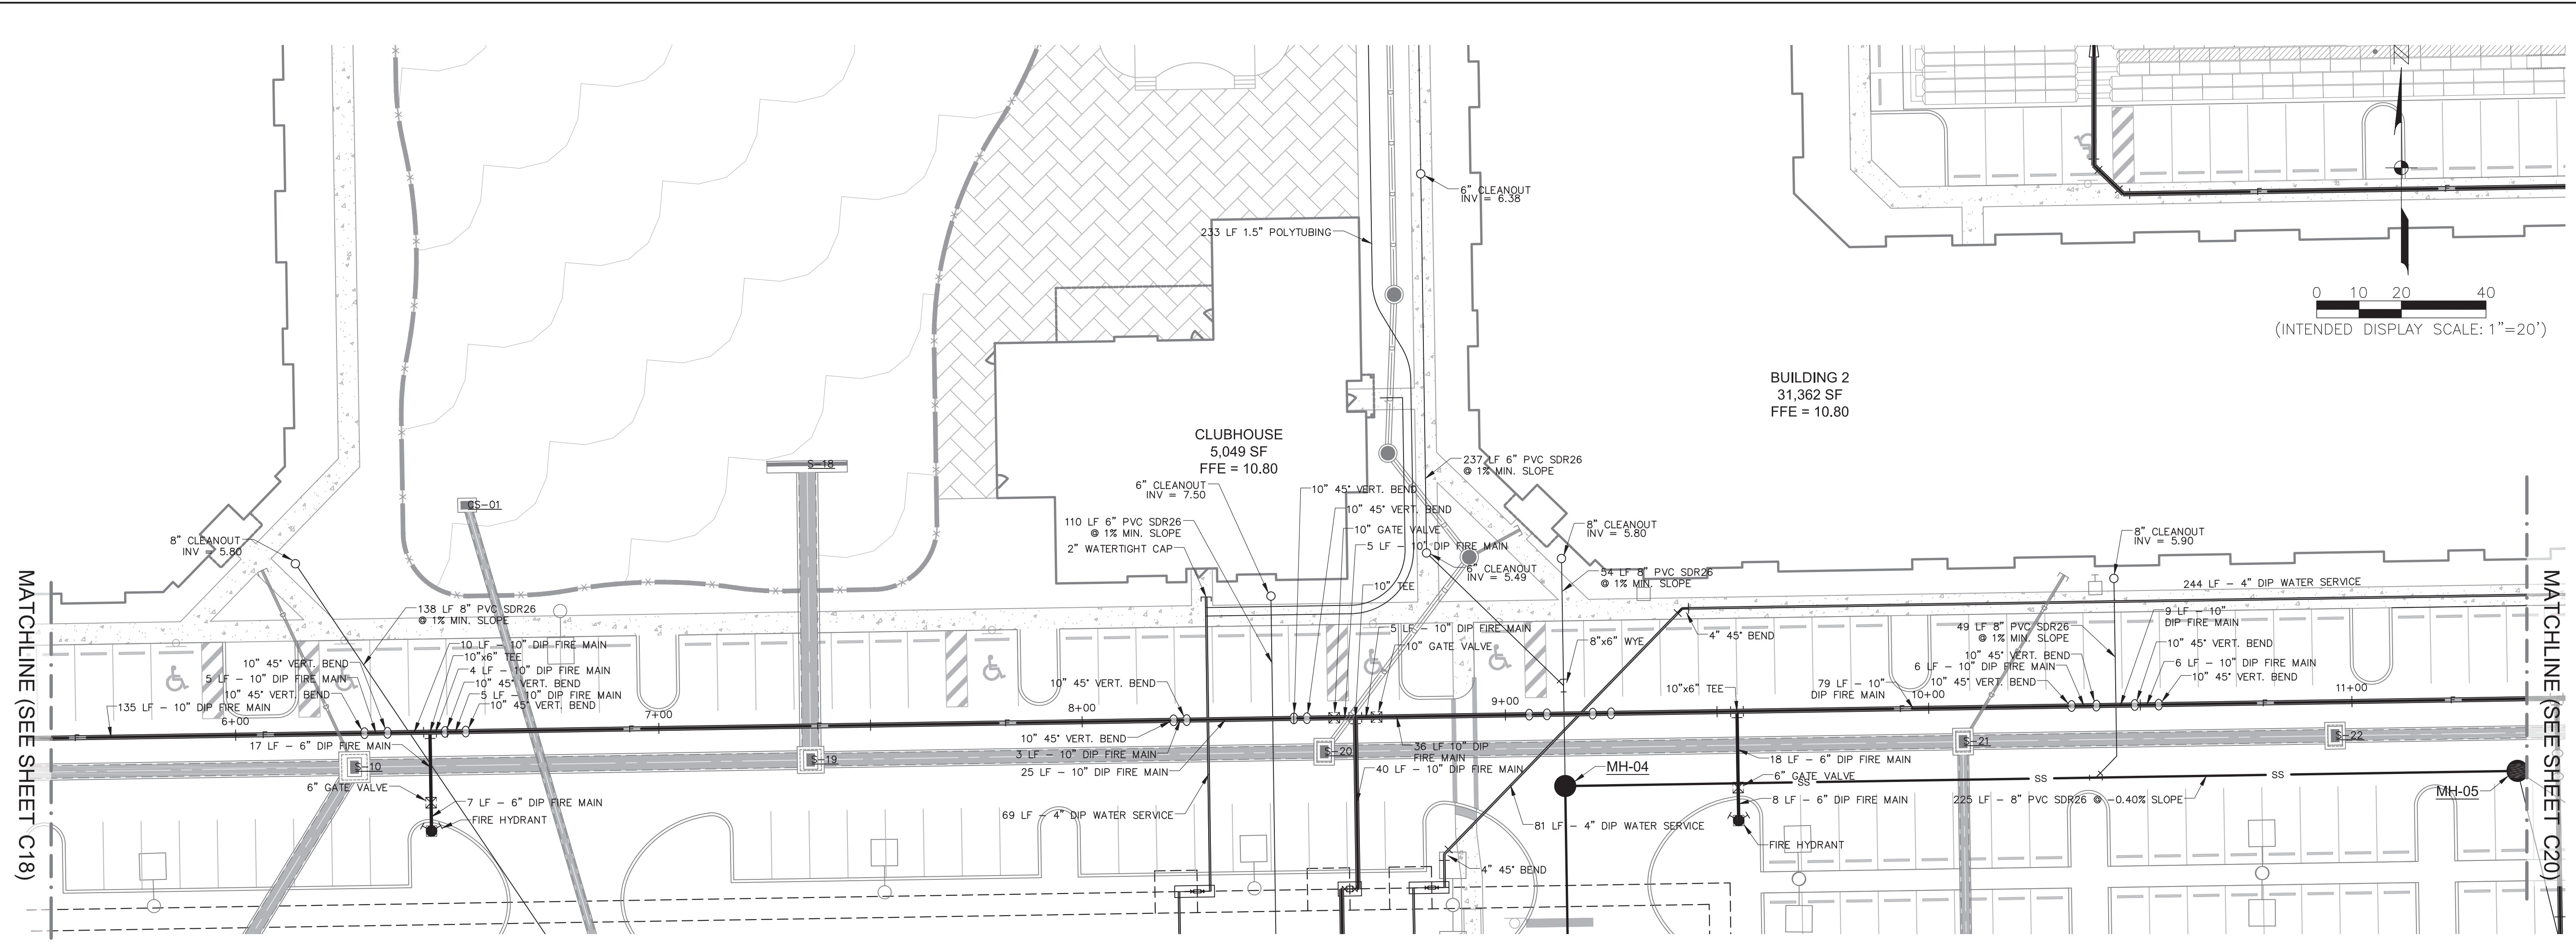 6" CLEANOUT
INV = 6.38
233 LF 1.5" POLYTUBING
0 10 20 40
(INTENDED DISPLAY SCALE: 1"=20')
BUILDING 2
31,362 SF
FFE = 10.80
CLUBHOUSE
5,049 SF
FFE = 10.80
S-18
CS-01
237 LF 6" PVC SDR26
@ 1% MIN. SLOPE
6" CLEANOUT
INV = 7.50
10" 45° VERT. BEND
10" 45° VERT. BEND
10" GATE VALVE
5 LF - 10" DIP FIRE MAIN
110 LF 6" PVC SDR26
@ 1% MIN. SLOPE
2" WATERTIGHT CAP
8" CLEANOUT
INV = 5.80
8" CLEANOUT
INV = 5.80
8" CLEANOUT
INV = 5.90
6" CLEANOUT
INV = 5.49
10" TEE
54 LF 8" PVC SDR26
@ 1% MIN. SLOPE
244 LF - 4" DIP WATER SERVICE
MATCHLINE (SEE SHEET C18)
MATCHLINE (SEE SHEET C20)
138 LF 8" PVC SDR26
@ 1% MIN. SLOPE
10 LF - 10" DIP FIRE MAIN
10"x6" TEE
4 LF - 10" DIP FIRE MAIN
10" 45° VERT. BEND
5 LF - 10" DIP FIRE MAIN
10" 45° VERT. BEND
10" 45° VERT. BEND
5 LF - 10" DIP FIRE MAIN
10" 45° VERT. BEND
135 LF - 10" DIP FIRE MAIN
5 LF - 10" DIP FIRE MAIN
10" GATE VALVE
8"x6" WYE
4" 45° BEND
9 LF - 10"
DIP FIRE MAIN
49 LF 8" PVC SDR26
@ 1% MIN. SLOPE
10" 45° VERT. BEND
10" 45° VERT. BEND
6 LF - 10" DIP FIRE MAIN
6 LF - 10" DIP FIRE MAIN
10" 45° VERT. BEND
10" 45° VERT. BEND
79 LF - 10"
DIP FIRE MAIN
10" 45° VERT. BEND
10"x6" TEE
6+00
7+00
8+00
9+00
10+00
11+00
F F F F F F F F F F
17 LF - 6" DIP FIRE MAIN
S-10
S-19
S-20
S-21
S-22
10" 45° VERT. BEND
3 LF - 10" DIP FIRE MAIN
25 LF - 10" DIP FIRE MAIN
36 LF 10" DIP
FIRE MAIN
40 LF - 10" DIP FIRE MAIN
MH-04
18 LF - 6" DIP FIRE MAIN
6" GATE VALVE
SS
SS
SS
MH-05
6" GATE VALVE
7 LF - 6" DIP FIRE MAIN
FIRE HYDRANT
69 LF - 4" DIP WATER SERVICE
8 LF - 6" DIP FIRE MAIN
225 LF - 8" PVC SDR26 @ -0.40% SLOPE
81 LF - 4" DIP WATER SERVICE
FIRE HYDRANT
4" 45° BEND